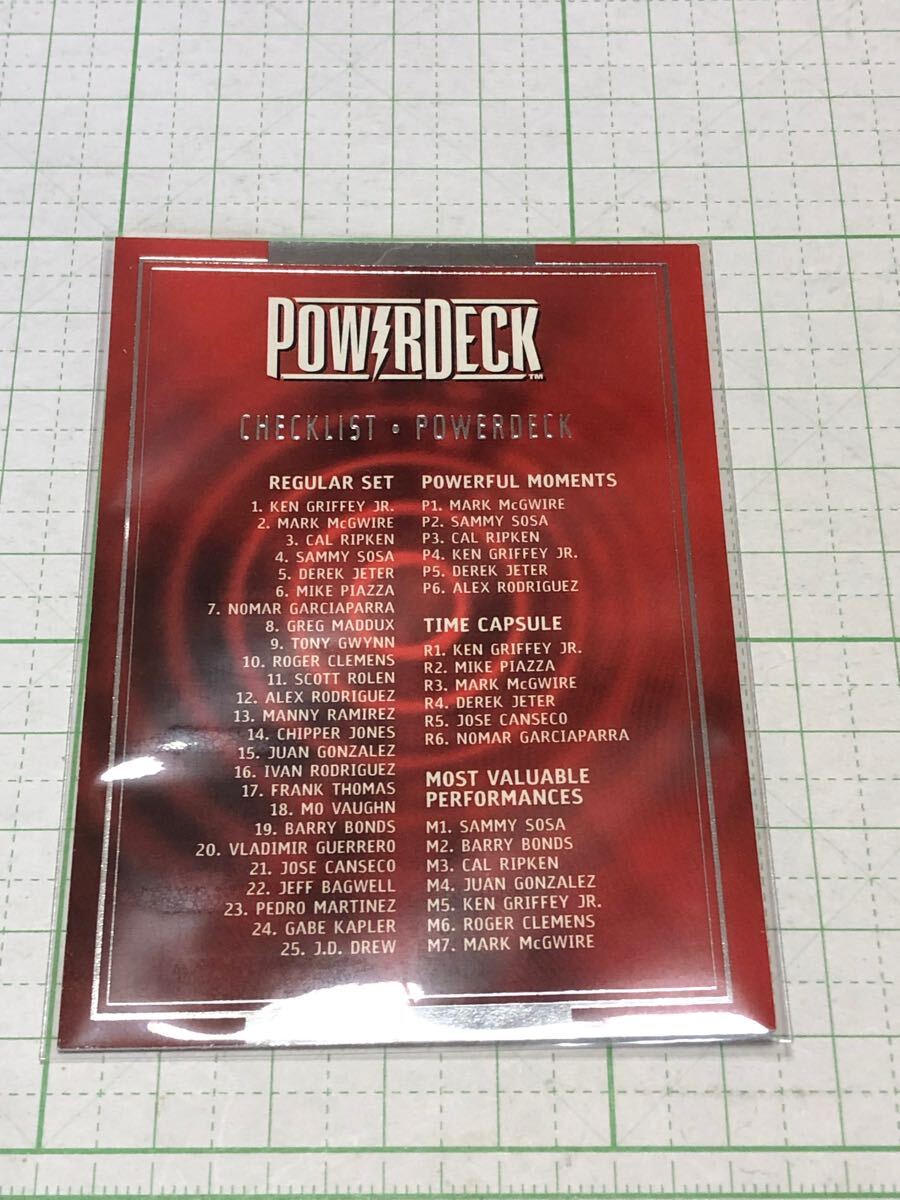 POWERDECK™
CHECKLIST • POWERDECK
REGULAR SET
1. KEN GRIFFEY JR.
2. MARK McGWIRE
3. CAL RIPKEN
4. SAMMY SOSA
5. DEREK JETER
6. MIKE PIAZZA
7. NOMAR GARCIAPARRA
8. GREG MADDUX
9. TONY GWYNN
10. ROGER CLEMENS
11. SCOTT ROLEN
12. ALEX RODRIGUEZ
13. MANNY RAMIREZ
14. CHIPPER JONES
15. JUAN GONZALEZ
16. IVAN RODRIGUEZ
17. FRANK THOMAS
18. MO VAUGHN
19. BARRY BONDS
20. VLADIMIR GUERRERO
21. JOSE CANSECO
22. JEFF BAGWELL
23. PEDRO MARTINEZ
24. GABE KAPLER
25. J.D. DREW
POWERFUL MOMENTS
P1. MARK McGWIRE
P2. SAMMY SOSA
P3. CAL RIPKEN
P4. KEN GRIFFEY JR.
P5. DEREK JETER
P6. ALEX RODRIGUEZ
TIME CAPSULE
R1. KEN GRIFFEY JR.
R2. MIKE PIAZZA
R3. MARK McGWIRE
R4. DEREK JETER
R5. JOSE CANSECO
R6. NOMAR GARCIAPARRA
MOST VALUABLE
PERFORMANCES
M1. SAMMY SOSA
M2. BARRY BONDS
M3. CAL RIPKEN
M4. JUAN GONZALEZ
M5. KEN GRIFFEY JR.
M6. ROGER CLEMENS
M7. MARK McGWIRE